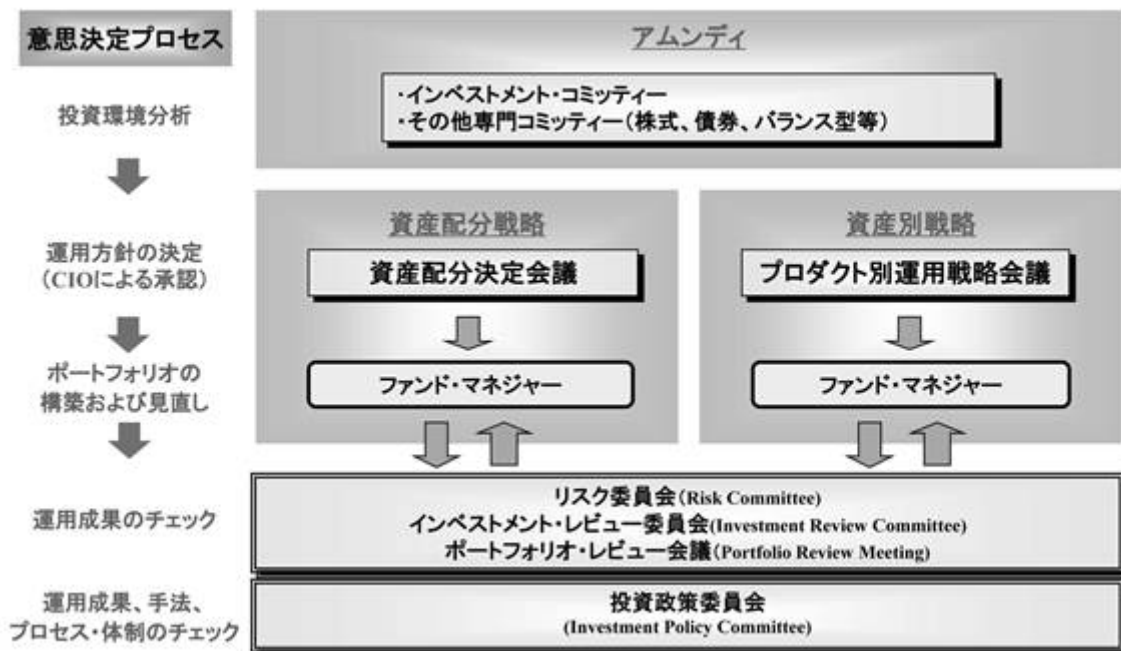 意思決定プロセス
アムンディ
投資環境分析
・インベストメント・コミッティー
・その他専門コミッティー(株式、債券、バランス型等)
資産配分戦略
資産別戦略
運用方針の決定
(CIOによる承認)
資産配分決定会議
プロダクト別運用戦略会議
ポートフォリオの
構築および見直し
ファンド・マネジャー
ファンド・マネジャー
運用成果のチェック
リスク委員会(Risk Committee)
インベストメント・レビュー委員会(Investment Review Committee)
ポートフォリオ・レビュー会議(Portfolio Review Meeting)
運用成果、手法、
プロセス・体制のチェック
投資政策委員会
(Investment Policy Committee)